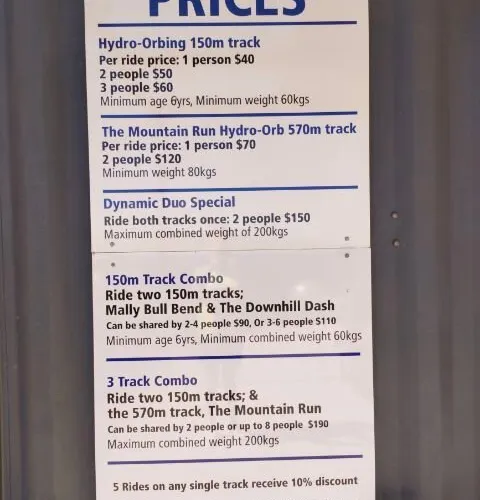 PRICES
Hydro-Orbing 150m track
Per ride price: 1 person $40
2 people $50
3 people $60
Minimum age 6yrs, Minimum weight 60kgs
The Mountain Run Hydro-Orb 570m track
Per ride price: 1 person $70
2 people $120
Minimum weight 80kgs
Dynamic Duo Special
Ride both tracks once: 2 people $150
Maximum combined weight of 200kgs
150m Track Combo
Ride two 150m tracks;
Mally Bull Bend & The Downhill Dash
Can be shared by 2-4 people $90, Or 3-6 people $110
Minimum age 6yrs, Minimum combined weight 60kgs
3 Track Combo
Ride two 150m tracks; &
the 570m track, The Mountain Run
Can be shared by 2 people or up to 8 people $190
Maximum combined weight 200kgs
5 Rides on any single track receive 10% discount